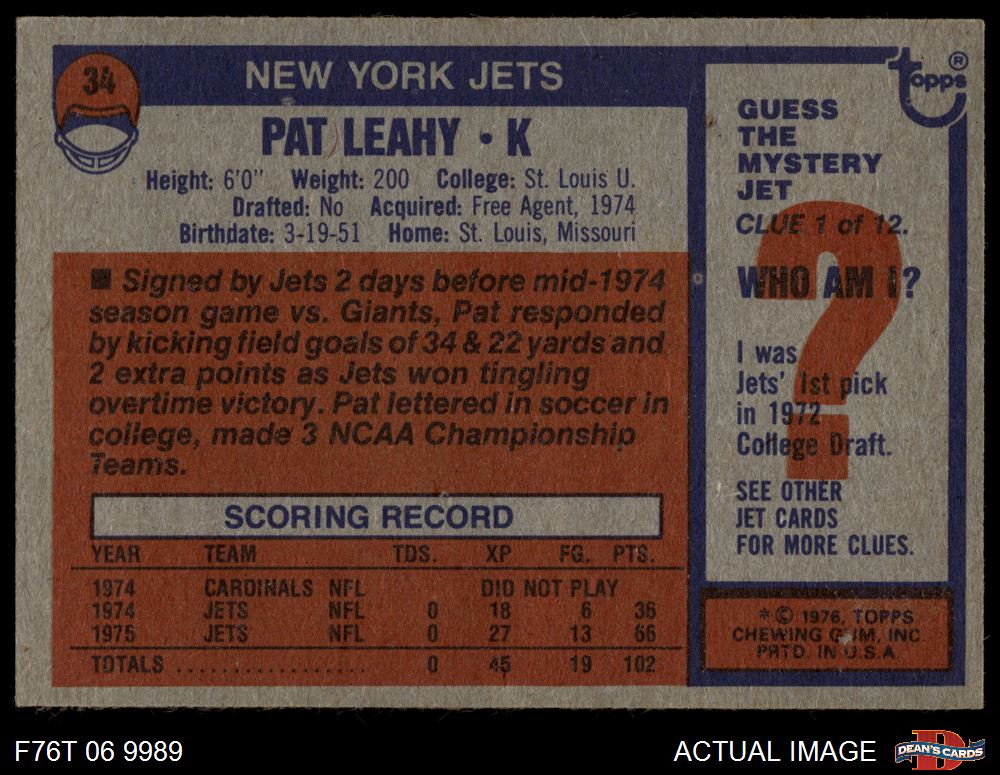 34
NEW YORK JETS
PAT LEAHY • K
Height: 6'0" Weight: 200 College: St. Louis U.
Drafted: No Acquired: Free Agent, 1974
Birthdate: 3-19-51 Home: St. Louis, Missouri
■ Signed by Jets 2 days before mid-1974
season game vs. Giants, Pat responded
by kicking field goals of 34 & 22 yards and
2 extra points as Jets won tingling
overtime victory. Pat lettered in soccer in
college, made 3 NCAA Championship
Teams.
SCORING RECORD
YEAR TEAM TDS. XP FG. PTS.
1974 CARDINALS NFL DID NOT PLAY
1974 JETS NFL 0 18 6 36
1975 JETS NFL 0 27 13 66
TOTALS .................. 0 45 19 102
Topps®
GUESS
THE
MYSTERY
JET
CLUE 1 of 12.
WHO AM I?
I was
Jets' 1st pick
in 1972
College Draft.
SEE OTHER
JET CARDS
FOR MORE CLUES.
?
* © 1976, TOPPS
CHEWING GUM, INC.
PRTD. IN U.S.A.
F76T 06 9989
ACTUAL IMAGE
D
DEAN'S CARDS